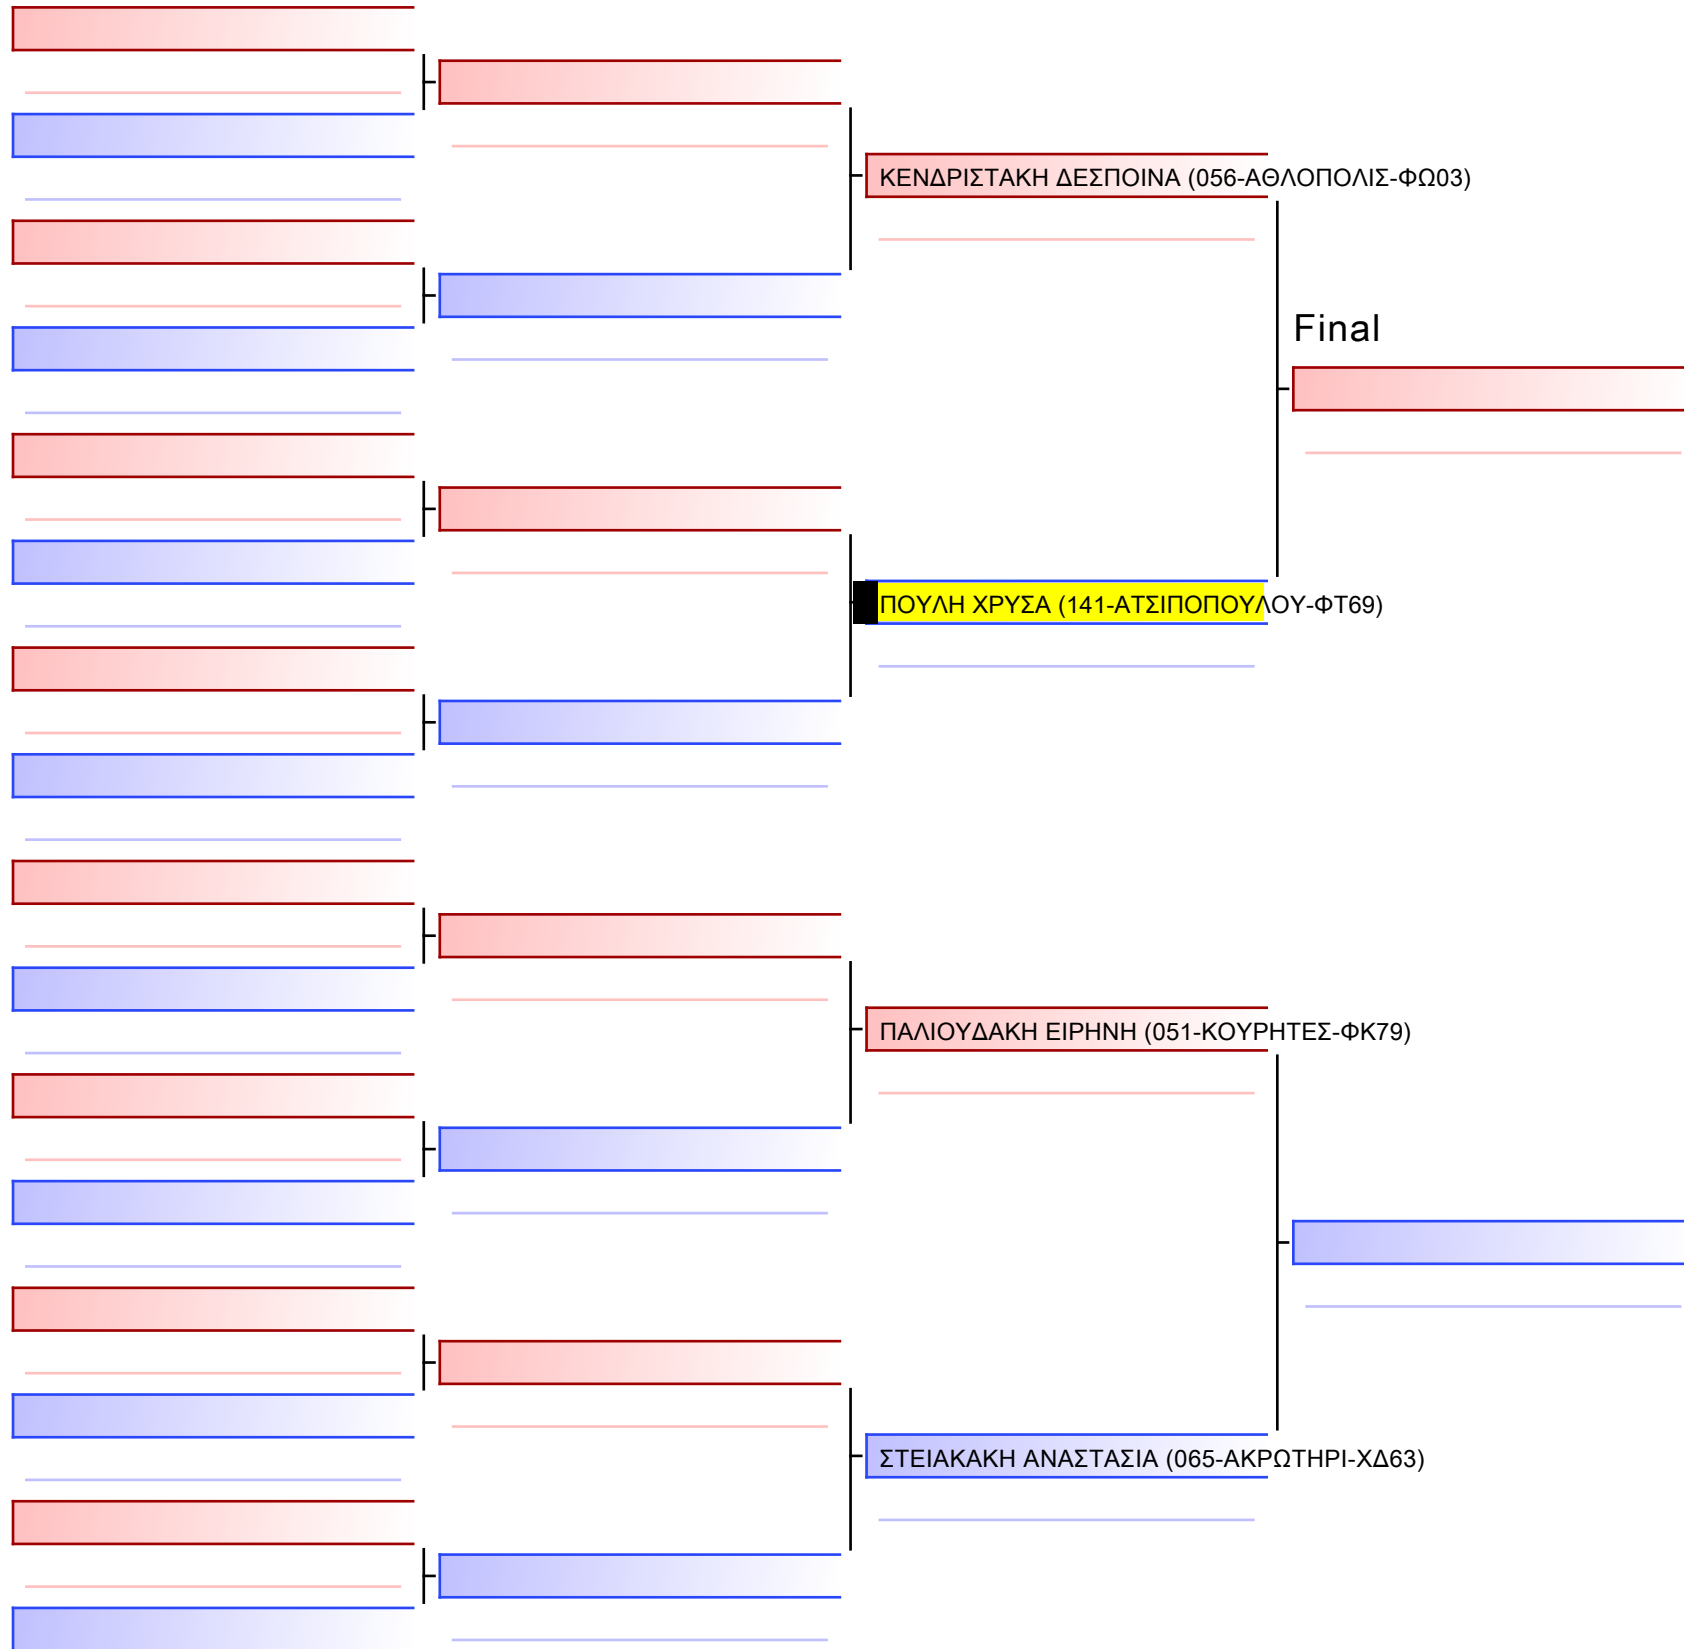 ΚΕΝΔΡΙΣΤΑΚΗ ΔΕΣΠΟΙΝΑ (056-ΑΘΛΟΠΟΛΙΣ-ΦΩ03)
Final
ΠΟΥΛΗ ΧΡΥΣΑ (141-ΑΤΣΙΠΟΠΟΥΛΟΥ-ΦΤ69)
ΠΑΛΙΟΥΔΑΚΗ ΕΙΡΗΝΗ (051-ΚΟΥΡΗΤΕΣ-ΦΚ79)
ΣΤΕΙΑΚΑΚΗ ΑΝΑΣΤΑΣΙΑ (065-ΑΚΡΩΤΗΡΙ-ΧΔ63)